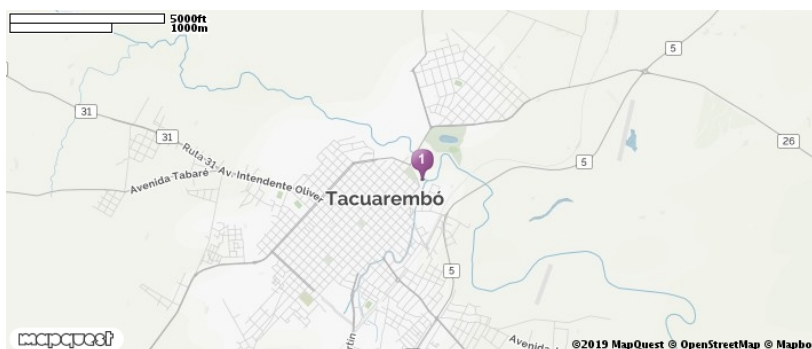 5000ft
1000m
5
31
31
26
Ruta 31-Av. Intendente Oliver
1
5
Avenida Tabaré
Tacuarembó
5
Avenida
rtin
mapquest
©2019 MapQuest © OpenStreetMap © Mapbo